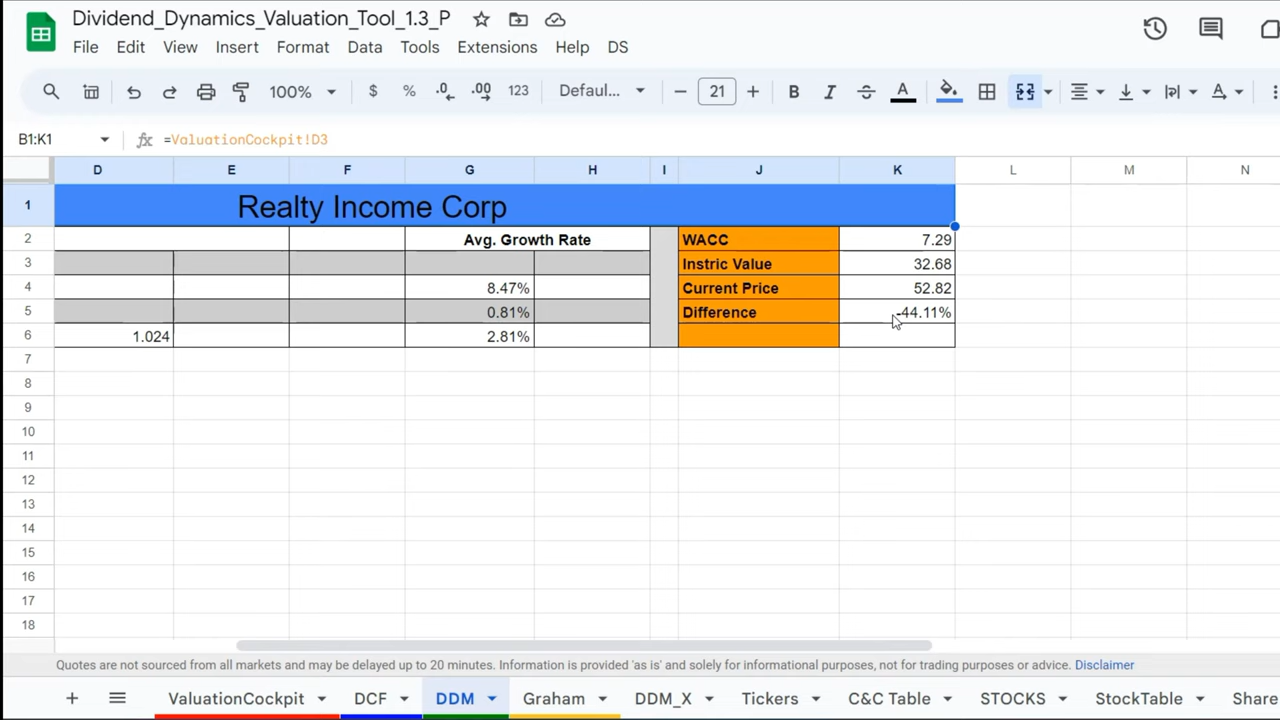 Dividend_Dynamics_Valuation_Tool_1.3_P
File Edit View Insert Format Data Tools Extensions Help DS
100% $ % .0 .00 123 Defaul... − 21 + B I S A A
B1:K1 fx =ValuationCockpit!D3
D E F G H I J K L M N
1 Realty Income Corp
2 Avg. Growth Rate WACC 7.29
3 Instric Value 32.68
4 8.47% Current Price 52.82
5 0.81% Difference -44.11%
6 1.024 2.81%
7
8
9
10
11
12
13
14
15
16
17
18
Quotes are not sourced from all markets and may be delayed up to 20 minutes. Information is provided 'as is' and solely for informational purposes, not for trading purposes or advice. Disclaimer
+ ValuationCockpit DCF DDM Graham DDM_X Tickers C&C Table STOCKS StockTable Share